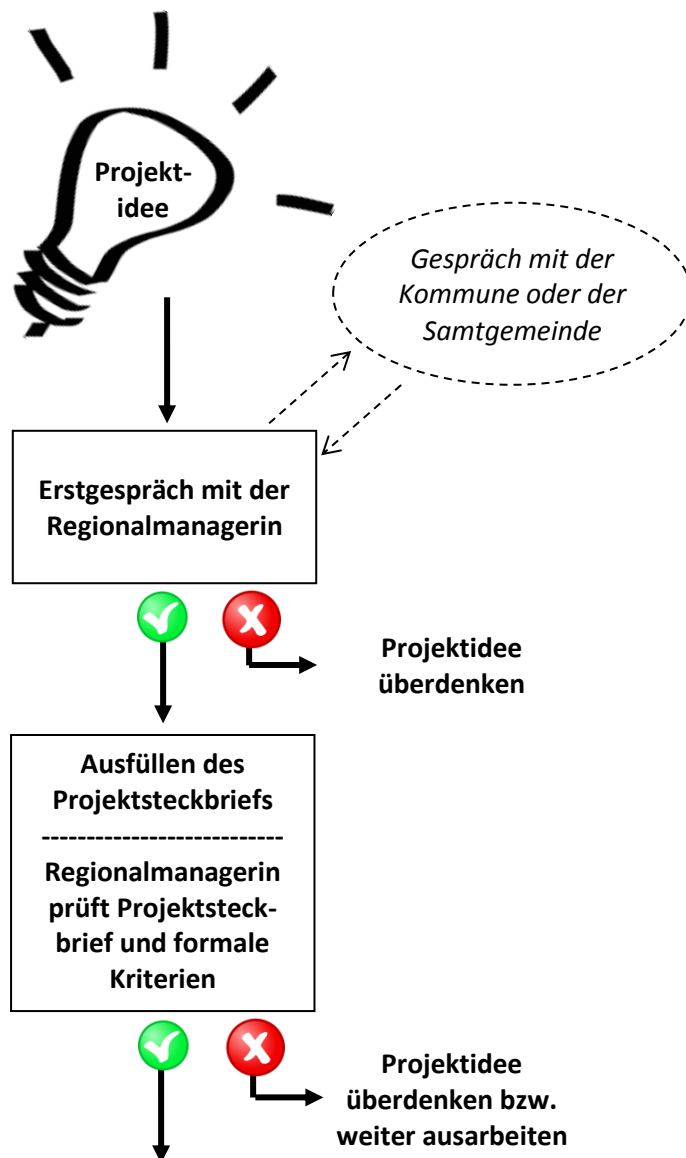 Projekt-
idee
Gespräch mit der
Kommune oder der
Samtgemeinde
Erstgespräch mit der
Regionalmanagerin
Projektidee
überdenken
Ausfüllen des
Projektsteckbriefs
---------------------------
Regionalmanagerin
prüft Projektsteck-
brief und formale
Kriterien
Projektidee
überdenken bzw.
weiter ausarbeiten